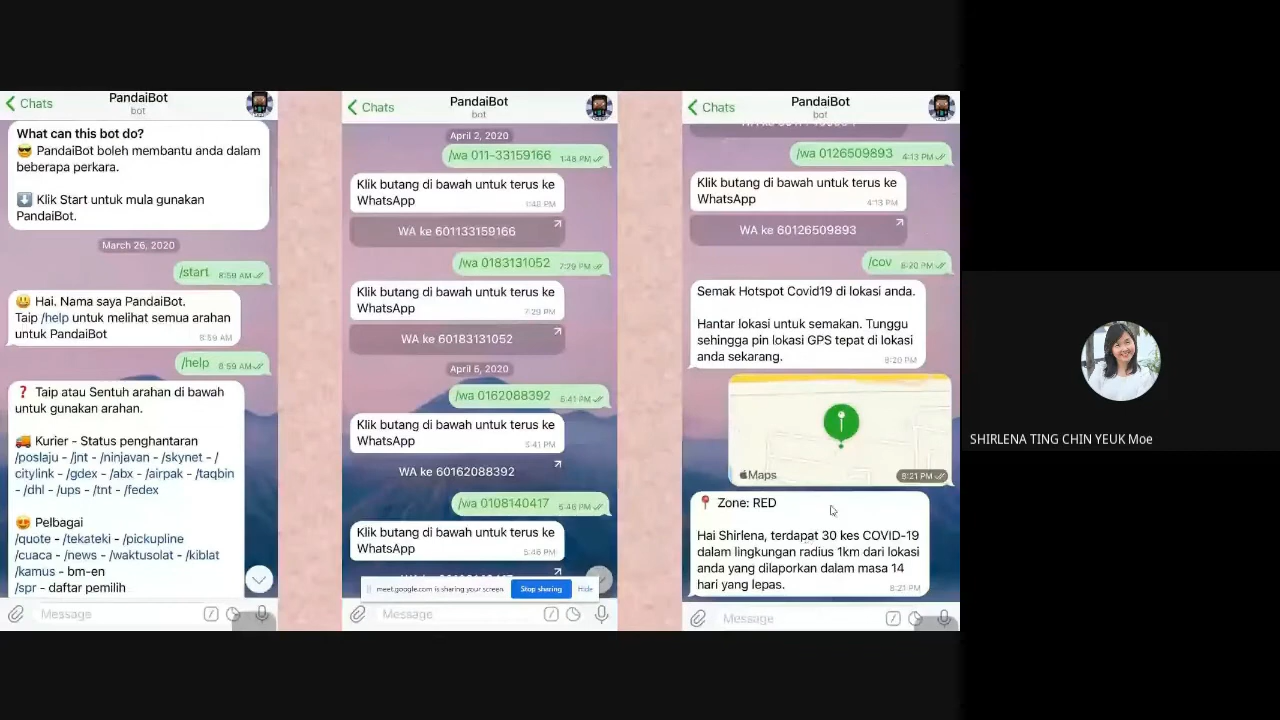 Chats
PandaiBot
bot
What can this bot do?
😎 PandaiBot boleh membantu anda dalam
beberapa perkara.
⬇️ Klik Start untuk mula gunakan
PandaiBot.
March 26, 2020
/start 8:59 AM
😃 Hai. Nama saya PandaiBot.
Taip /help untuk melihat semua arahan
untuk PandaiBot 8:59 AM
/help 8:59 AM
❓ Taip atau Sentuh arahan di bawah
untuk gunakan arahan.
🚚 Kurier - Status penghantaran
/poslaju - /jnt - /ninjavan - /skynet - /
citylink - /gdex - /abx - /airpak - /taqbin
- /dhl - /ups - /tnt - /fedex
😍 Pelbagai
/quote - /tekateki - /pickupline
/cuaca - /news - /waktusolat - /kiblat
/kamus - bm-en
/spr - daftar pemilih
Message
Chats
PandaiBot
bot
April 2, 2020
/wa 011-33159166 1:48 PM
Klik butang di bawah untuk terus ke
WhatsApp 1:48 PM
WA ke 601133159166
/wa 0183131052 7:29 PM
Klik butang di bawah untuk terus ke
WhatsApp 7:29 PM
WA ke 60183131052
April 6, 2020
/wa 0162088392 5:41 PM
Klik butang di bawah untuk terus ke
WhatsApp 5:41 PM
WA ke 60162088392
/wa 0108140417 5:46 PM
Klik butang di bawah untuk terus ke
WhatsApp 5:46 PM
meet.google.com is sharing your screen. Stop sharing Hide
Message
Chats
PandaiBot
bot
/wa 0126509893 4:13 PM
Klik butang di bawah untuk terus ke
WhatsApp 4:13 PM
WA ke 60126509893
/cov 8:20 PM
Semak Hotspot Covid19 di lokasi anda.
Hantar lokasi untuk semakan. Tunggu
sehingga pin lokasi GPS tepat di lokasi
anda sekarang. 8:20 PM
Maps 8:21 PM
📍 Zone: RED
Hai Shirlena, terdapat 30 kes COVID-19
dalam lingkungan radius 1km dari lokasi
anda yang dilaporkan dalam masa 14
hari yang lepas. 8:21 PM
Message
SHIRLENA TING CHIN YEUK Moe